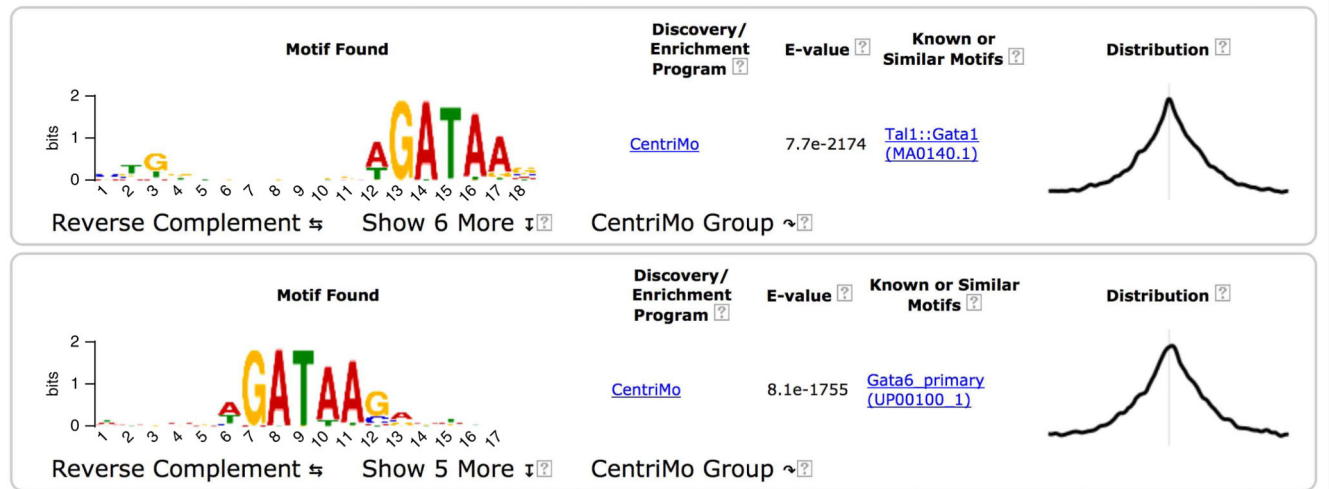 Motif Found
Discovery/
Enrichment
Program ?
E-value ?
Known or
Similar Motifs ?
Distribution ?
2
bits
1
0
AGATAA
1 2 3 4 5 6 7 8 9 10 11 12 13 14 15 16 17 18
CentriMo
7.7e-2174
Tal1::Gata1
(MA0140.1)
Reverse Complement ⇆ Show 6 More ↧? CentriMo Group ↷?
Motif Found
Discovery/
Enrichment
Program ?
E-value ?
Known or Similar
Motifs ?
Distribution ?
2
bits
1
0
AGATAAG
1 2 3 4 5 6 7 8 9 10 11 12 13 14 15 16 17
CentriMo
8.1e-1755
Gata6_primary
(UP00100_1)
Reverse Complement ⇆ Show 5 More ↧? CentriMo Group ↷?